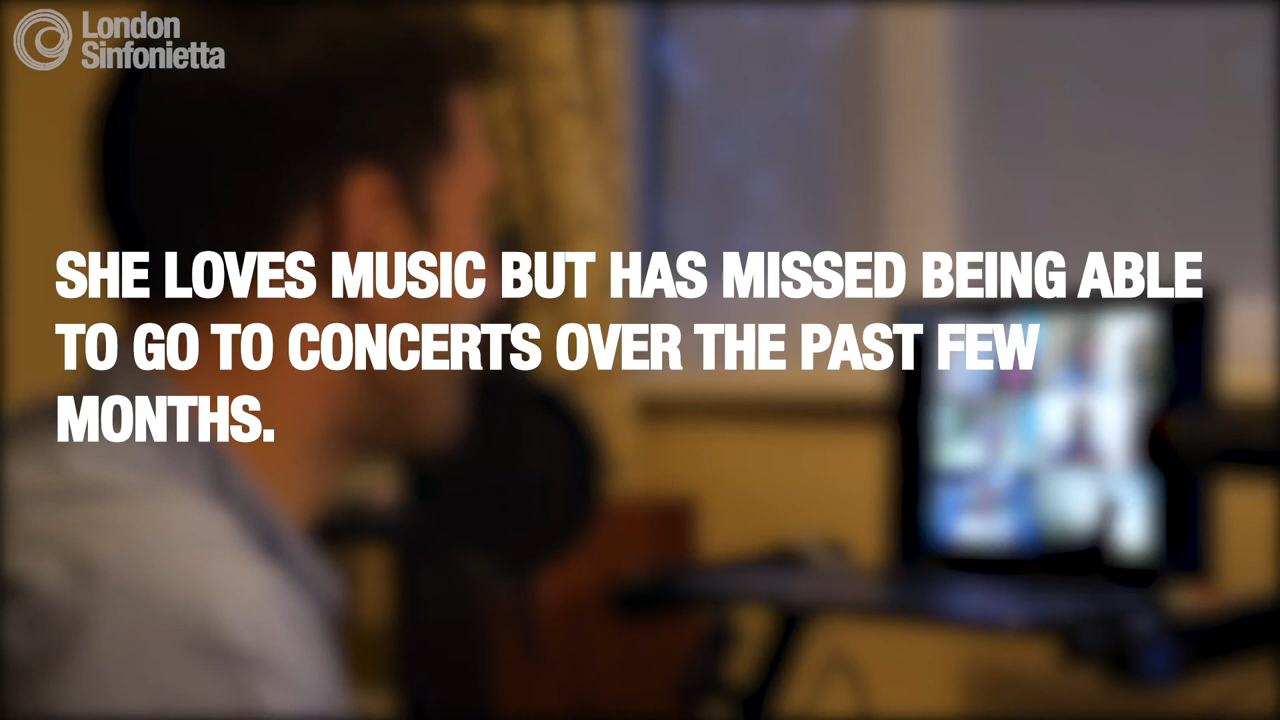 London
Sinfonietta
SHE LOVES MUSIC BUT HAS MISSED BEING ABLE
TO GO TO CONCERTS OVER THE PAST FEW
MONTHS.